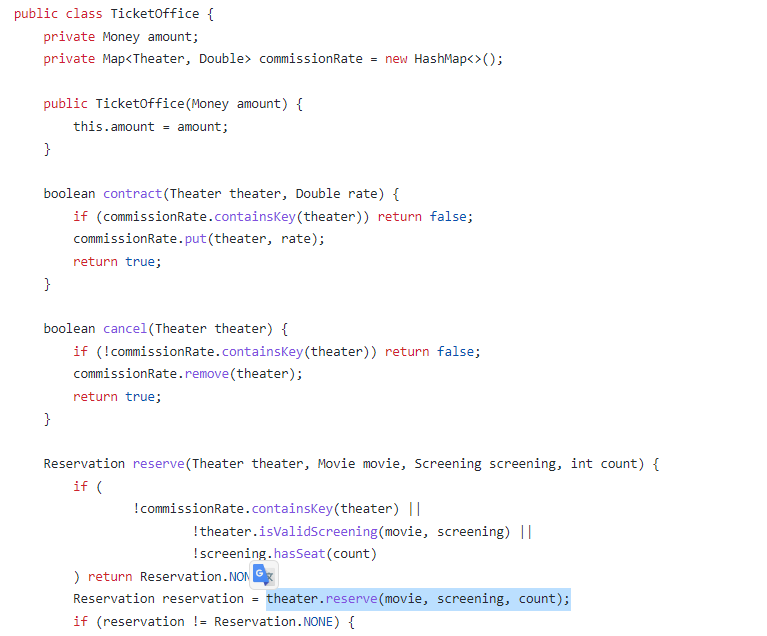 public class TicketOffice {
    private Money amount;
    private Map<Theater, Double> commissionRate = new HashMap<>();

    public TicketOffice(Money amount) {
        this.amount = amount;
    }

    boolean contract(Theater theater, Double rate) {
        if (commissionRate.containsKey(theater)) return false;
        commissionRate.put(theater, rate);
        return true;
    }

    boolean cancel(Theater theater) {
        if (!commissionRate.containsKey(theater)) return false;
        commissionRate.remove(theater);
        return true;
    }

    Reservation reserve(Theater theater, Movie movie, Screening screening, int count) {
        if (
                !commissionRate.containsKey(theater) ||
                        !theater.isValidScreening(movie, screening) ||
                        !screening.hasSeat(count)
        ) return Reservation.NON
        Reservation reservation = theater.reserve(movie, screening, count);
        if (reservation != Reservation.NONE) {